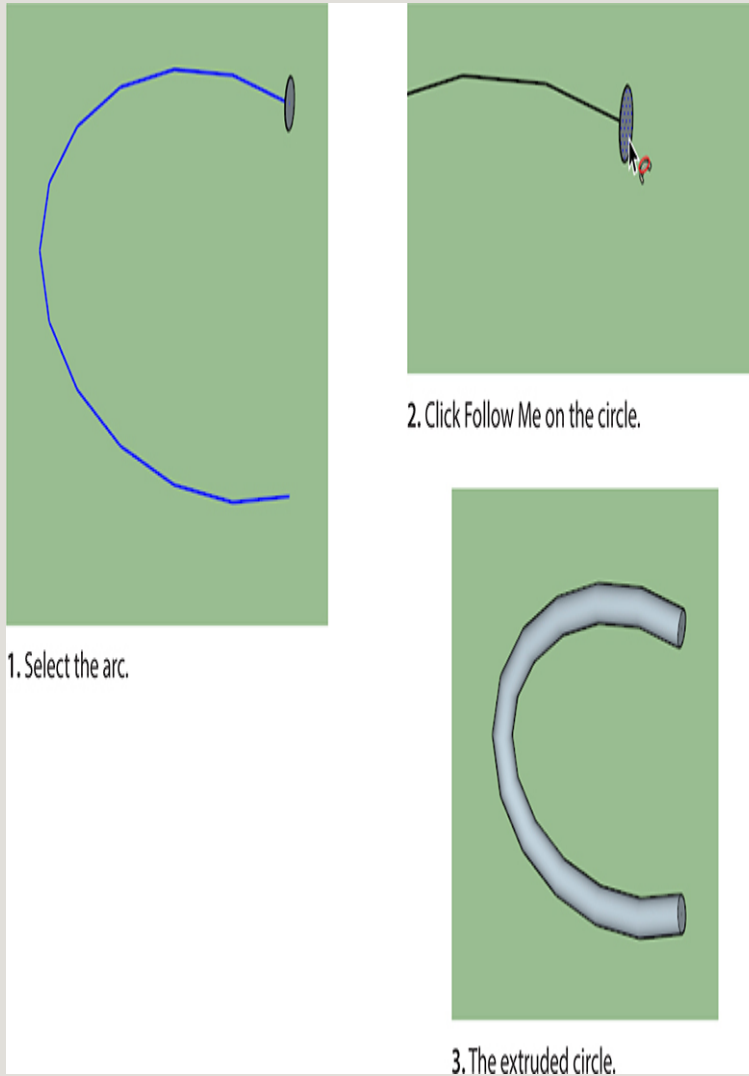 1. Select the arc.
2. Click Follow Me on the circle.
3. The extruded circle.